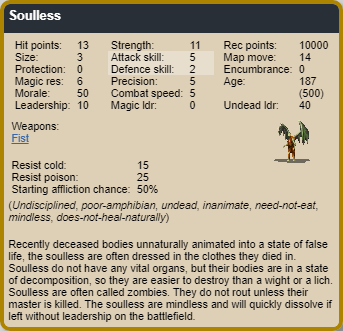 Soulless
Hit points: 13 Strength: 11 Rec points: 10000
Size: 3 Attack skill: 5 Map move: 14
Protection: 0 Defence skill: 2 Encumbrance: 0
Magic res: 6 Precision: 5 Age: 187
Morale: 50 Combat speed: 5 (500)
Leadership: 10 Magic ldr: 0 Undead ldr: 40
Weapons:
Fist
Resist cold: 15
Resist poison: 25
Starting affliction chance: 50%
(Undisciplined, poor-amphibian, undead, inanimate, need-not-eat,
mindless, does-not-heal-naturally)
Recently deceased bodies unnaturally animated into a state of false
life, the soulless are often dressed in the clothes they died in.
Soulless do not have any vital organs, but their bodies are in a state
of decomposition, so they are easier to destroy than a wight or a lich.
Soulless are often called zombies. They do not rout unless their
master is killed. The soulless are mindless and will quickly dissolve if
left without leadership on the battlefield.